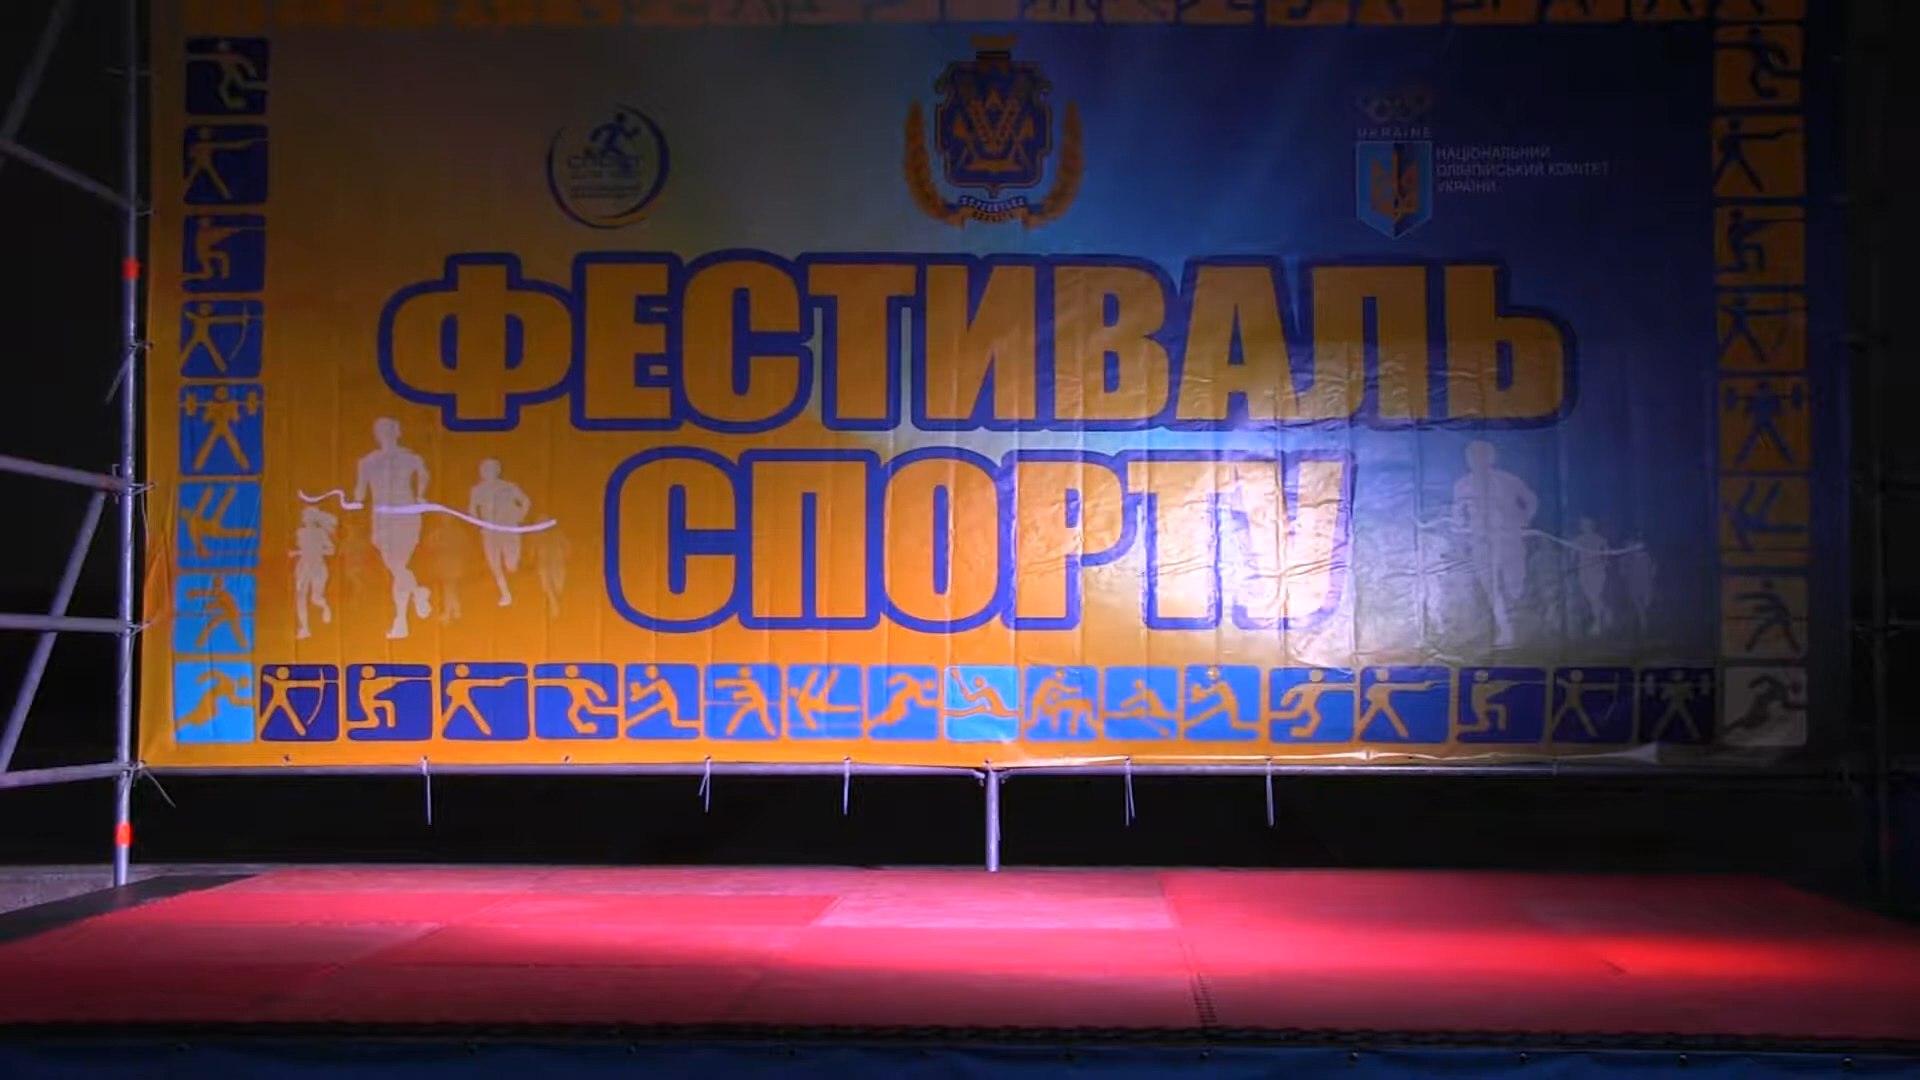 UKRAINE
НАЦІОНАЛЬНИЙ
ОЛІМПІЙСЬКИЙ КОМІТЕТ
УКРАЇНИ
ФЕСТИВАЛЬ
СПОРТУ